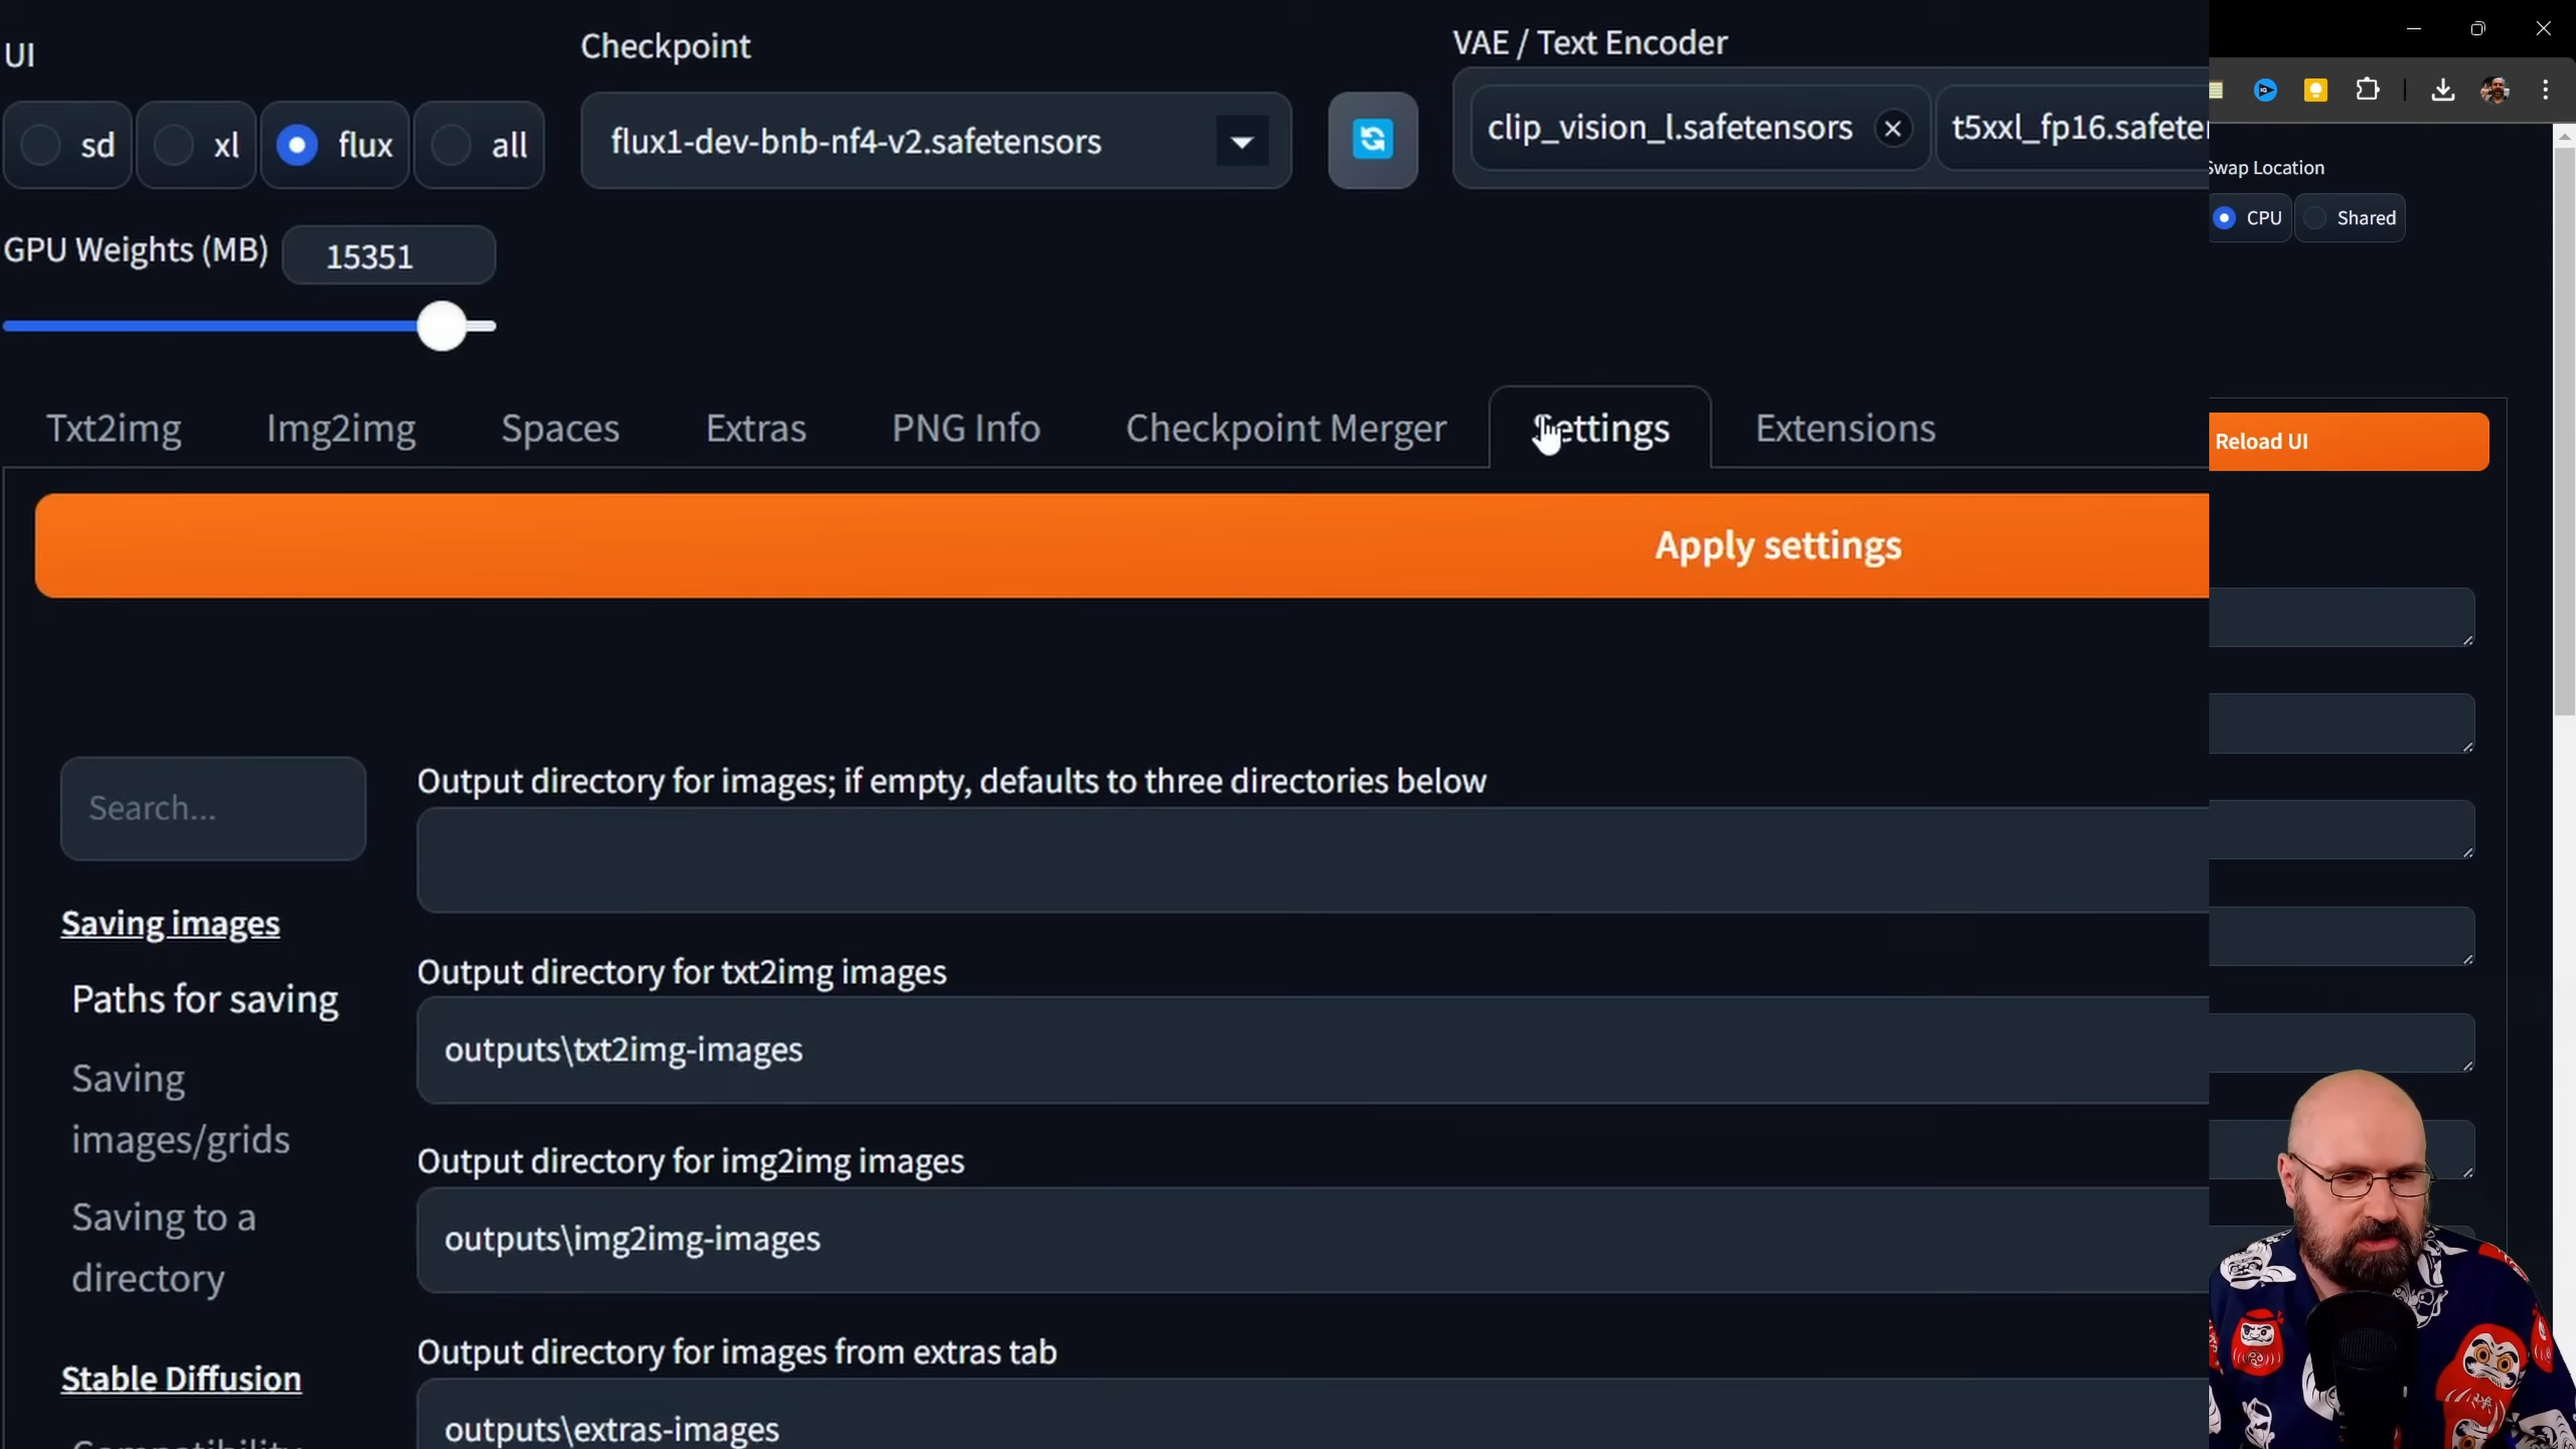 UI
sd
xl
flux
all
Checkpoint
flux1-dev-bnb-nf4-v2.safetensors
VAE / Text Encoder
clip_vision_l.safetensors
t5xxl_fp16.safete
Swap Location
CPU
Shared
GPU Weights (MB)
15351
Txt2img
Img2img
Spaces
Extras
PNG Info
Checkpoint Merger
Settings
Extensions
Reload UI
Apply settings
Search...
Saving images
Paths for saving
Saving
images/grids
Saving to a
directory
Stable Diffusion
Compatibility
Output directory for images; if empty, defaults to three directories below
Output directory for txt2img images
outputs\txt2img-images
Output directory for img2img images
outputs\img2img-images
Output directory for images from extras tab
outputs\extras-images